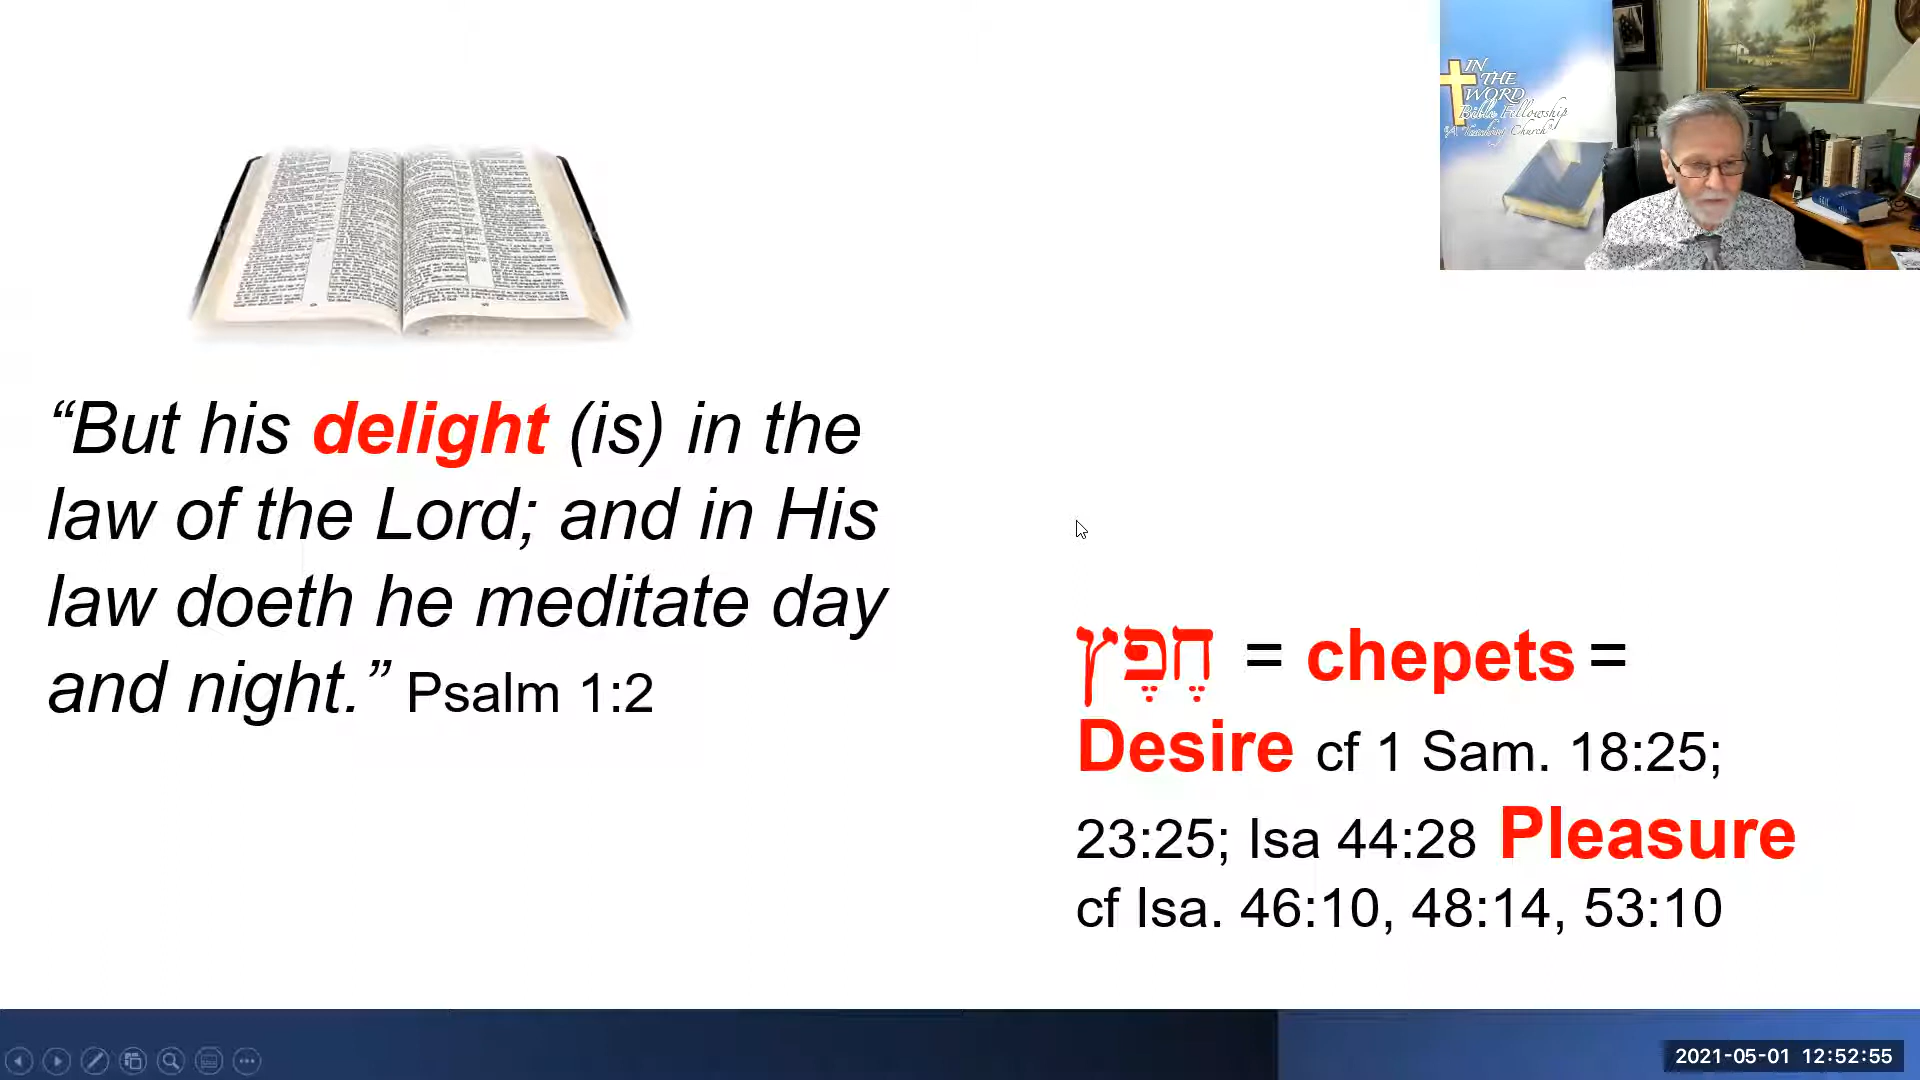 IN
THE
WORD
Bible Fellowship
"A Teaching Church"
“But his delight (is) in the
law of the Lord; and in His
law doeth he meditate day
and night.” Psalm 1:2
חֶפֶּץ = chepets =
Desire cf 1 Sam. 18:25;
23:25; Isa 44:28 Pleasure
cf Isa. 46:10, 48:14, 53:10
2021-05-01 12:52:55